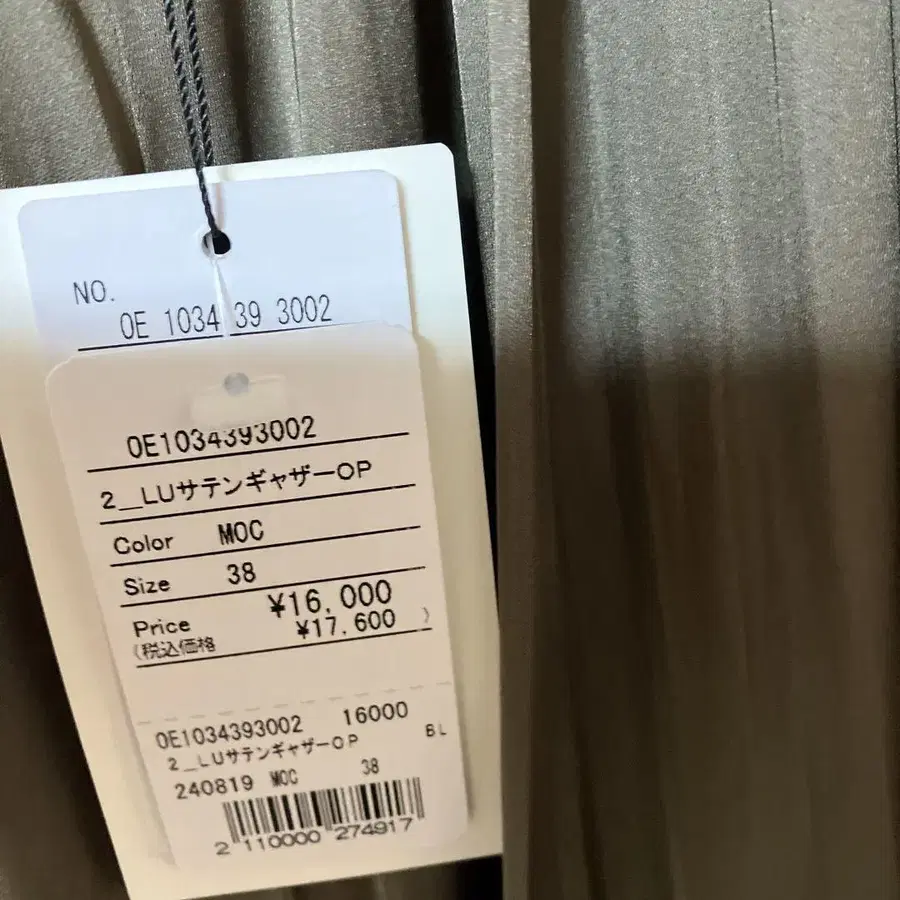 NO.
0E 1034 39 3002
0E1034393002
2_LUサテンギャザーOP
Color MOC
Size 38
Price ¥16,000
(税込価格 ¥17,600 )
0E1034393002 16000
2_LUサテンギャザーOP BL
240819 MOC 38
2 110000 274917